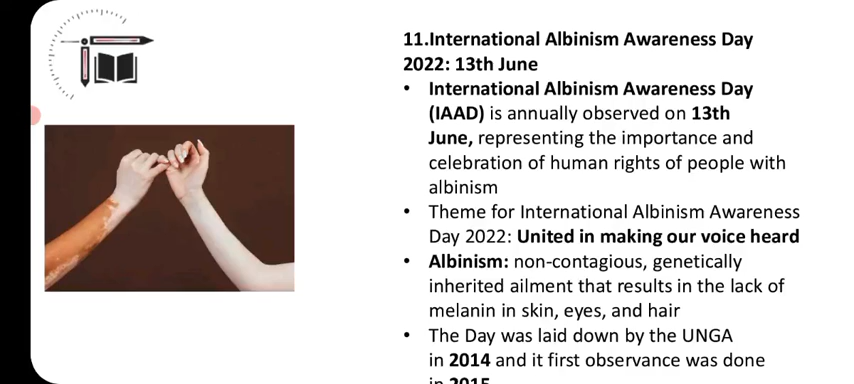 11.International Albinism Awareness Day
2022: 13th June
• International Albinism Awareness Day
(IAAD) is annually observed on 13th
June, representing the importance and
celebration of human rights of people with
albinism
• Theme for International Albinism Awareness
Day 2022: United in making our voice heard
• Albinism: non-contagious, genetically
inherited ailment that results in the lack of
melanin in skin, eyes, and hair
• The Day was laid down by the UNGA
in 2014 and it first observance was done
in 2015